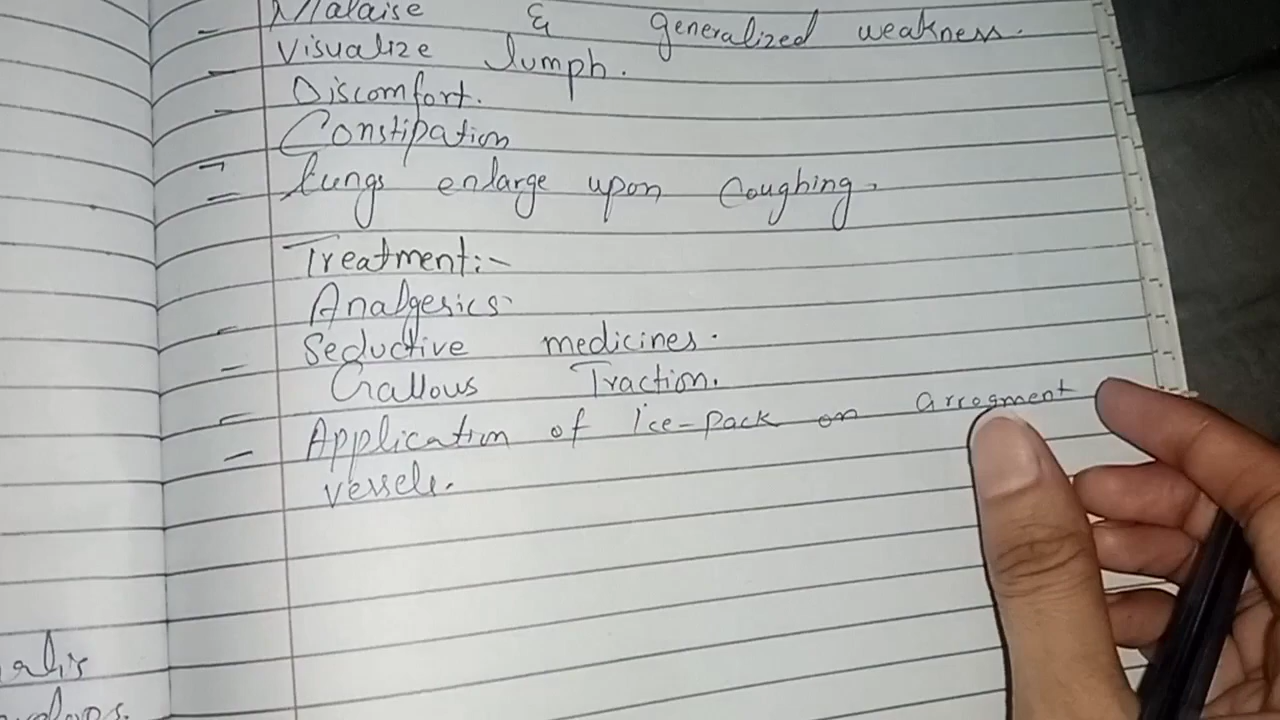 - Malaise & generalized weakness.
- Visualize lumph.
- Discomfort.
- Constipation
= lungs enlarge upon Coughing.
Treatment:-
- Analgesics.
- Seductive medicines.
- Grallows Traction.
- Application of Ice-pack on arrogment
vessels.